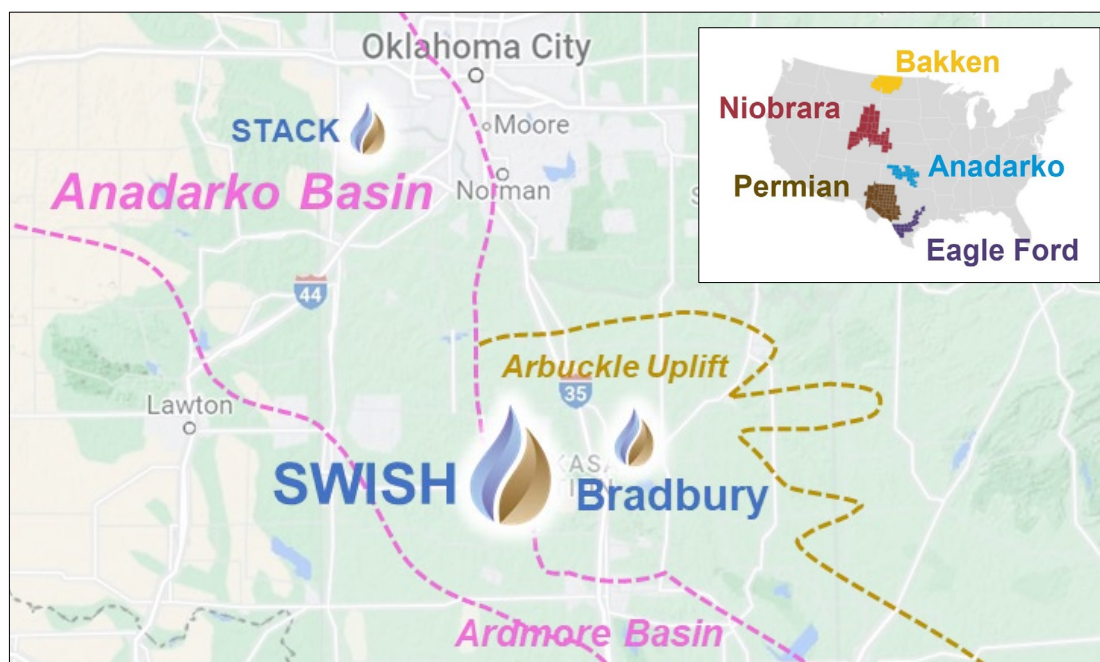 Oklahoma City
STACK
Moore
Anadarko Basin
Norman
44
Arbuckle Uplift
35
Lawton
SWISH
Bradbury
Ardmore Basin
Bakken
Niobrara
Anadarko
Permian
Eagle Ford